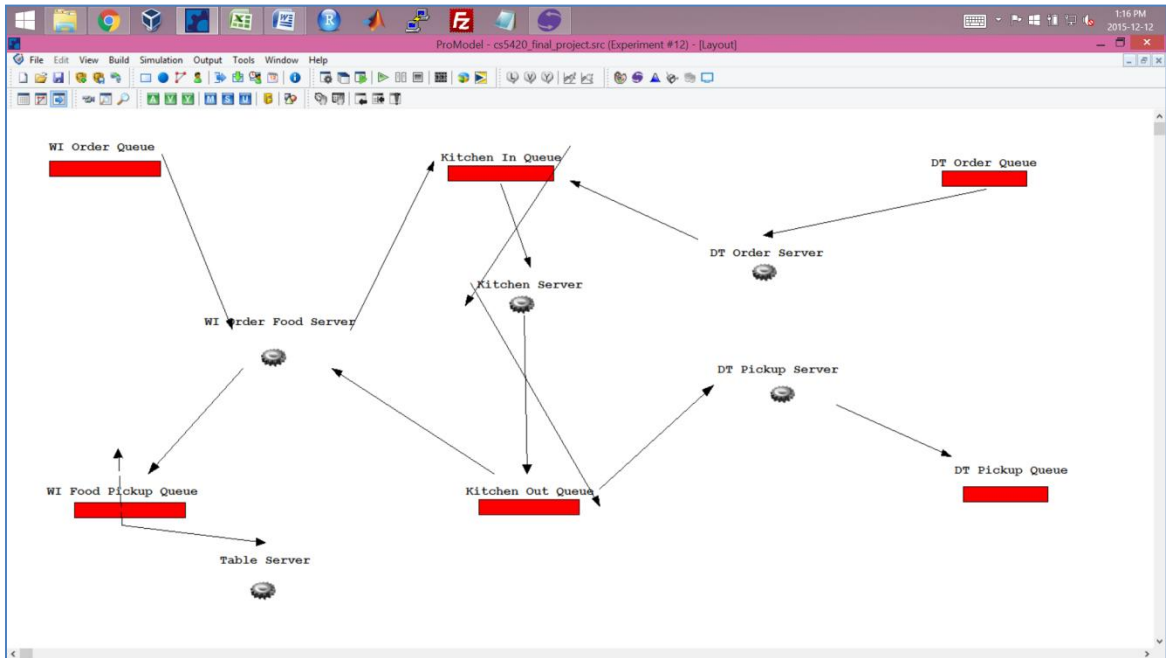 1:16 PM
2015-12-12
ProModel - cs5420_final_project.src (Experiment #12) - [Layout]
File Edit View Build Simulation Output Tools Window Help
WI Order Queue
Kitchen In Queue
DT Order Queue
DT Order Server
Kitchen Server
WI Order Food Server
DT Pickup Server
DT Pickup Queue
WI Food Pickup Queue
Kitchen Out Queue
Table Server